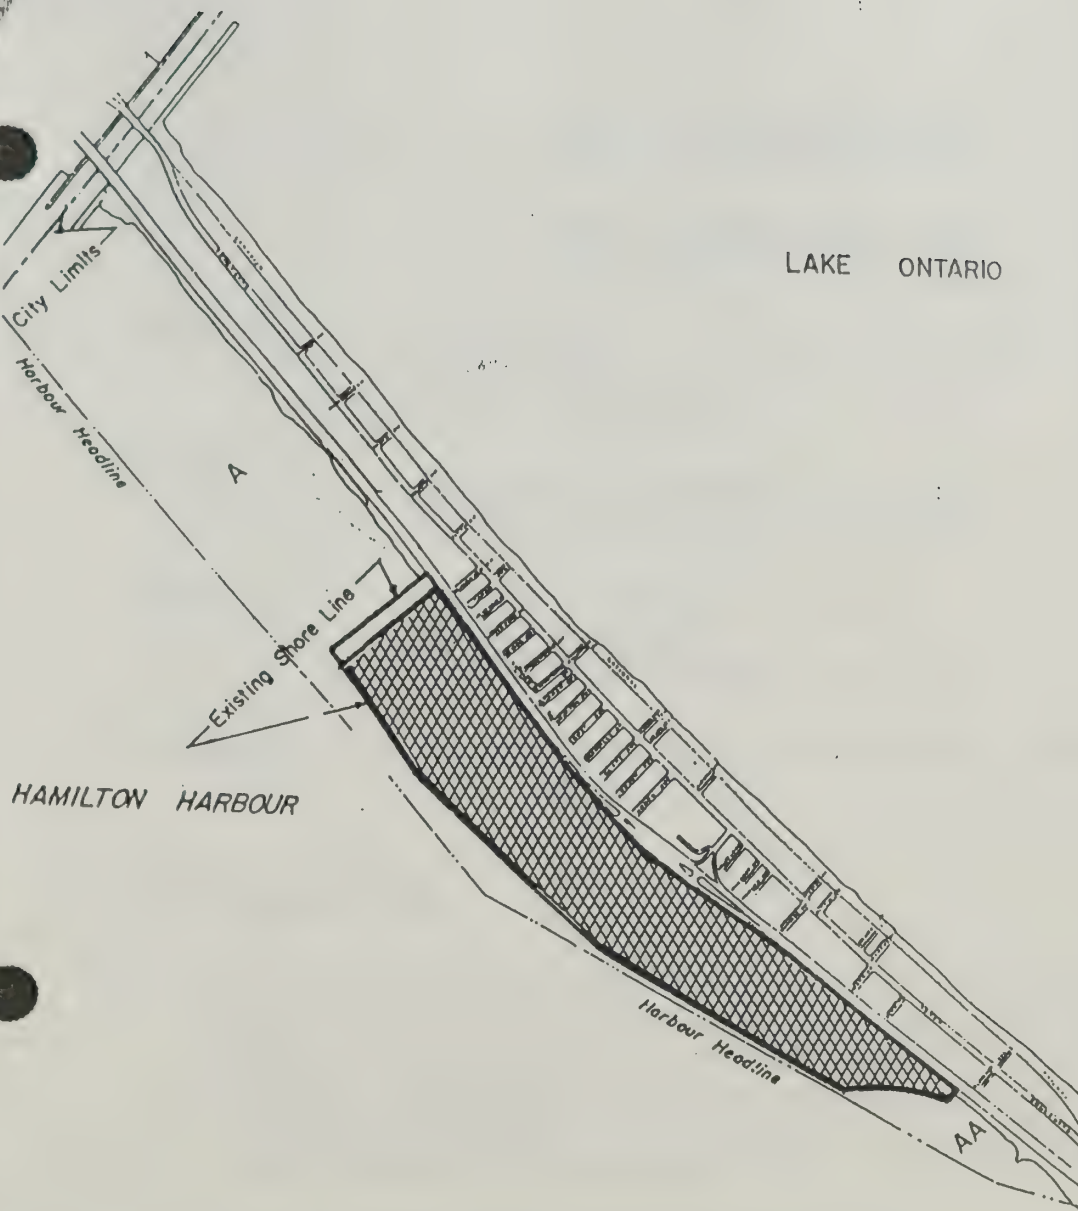 LAKE ONTARIO
City Limits
Harbour Headline
A
Existing Shore Line
HAMILTON HARBOUR
Harbour Headline
AA